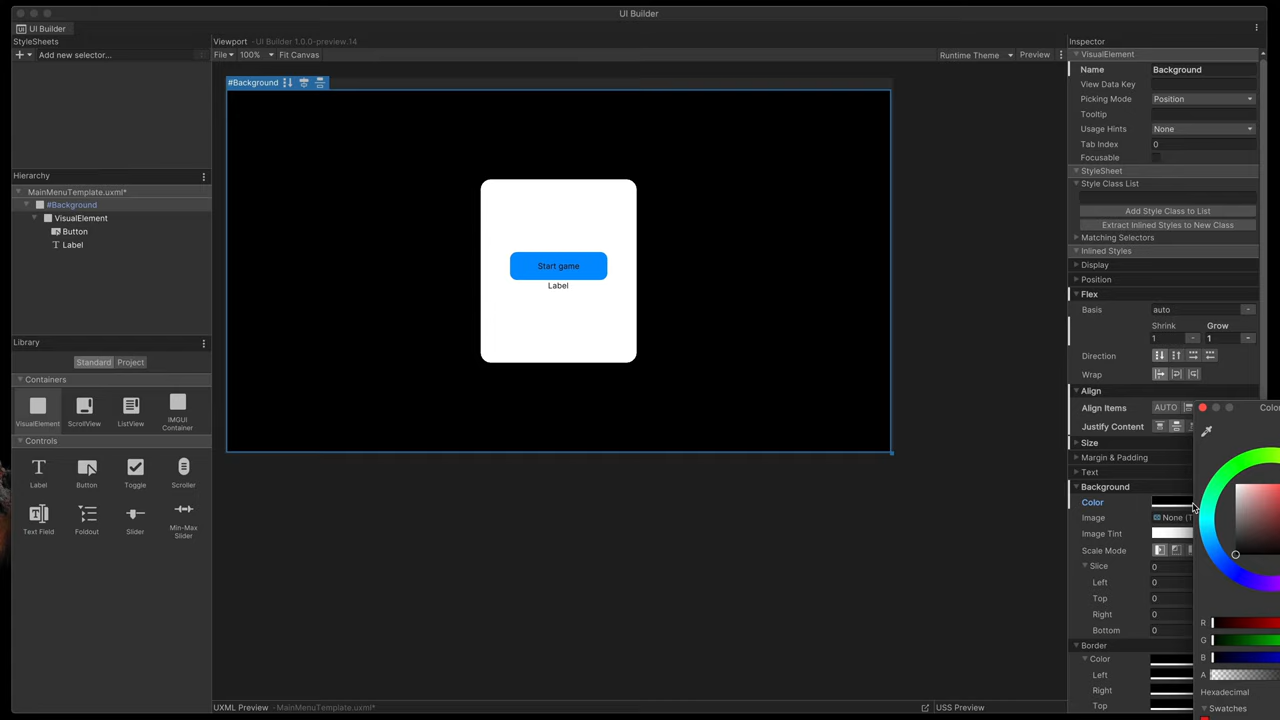 UI Builder
UI Builder
StyleSheets
Add new selector...
Viewport - UI Builder 1.0.0-preview.14
File 100% Fit Canvas
Runtime Theme Preview
#Background
Start game
Label
Hierarchy
MainMenuTemplate.uxml*
#Background
VisualElement
Button
Label
Library
Standard Project
Containers
VisualElement ScrollView ListView IMGUI Container
Controls
Label Button Toggle Scroller
Text Field Foldout Slider Min-Max Slider
UXML Preview - MainMenuTemplate.uxml*
USS Preview
Inspector
VisualElement
Name Background
View Data Key
Picking Mode Position
Tooltip
Usage Hints None
Tab Index 0
Focusable
StyleSheet
Style Class List
Add Style Class to List
Extract Inlined Styles to New Class
Matching Selectors
Inlined Styles
Display
Position
Flex
Basis auto
Shrink Grow
1 - 1 -
Direction
Wrap
Align
Align Items AUTO
Justify Content
Size
Margin & Padding
Text
Background
Color
Image None (T
Image Tint
Scale Mode
Slice 0
Left 0
Top 0
Right 0
Bottom 0
Border
Color
Left
Right
Top
Colo
R
G
B
A
Hexadecimal
Swatches